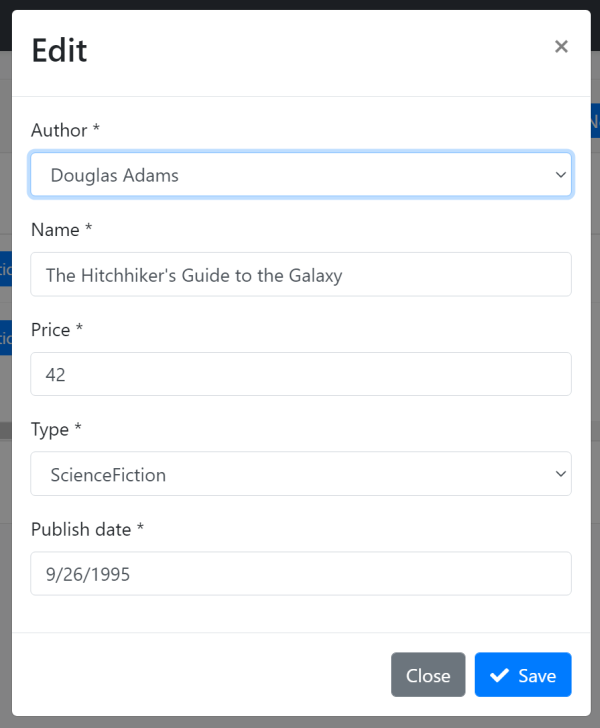 Edit
×
Author *
Douglas Adams
Name *
The Hitchhiker's Guide to the Galaxy
Price *
42
Type *
ScienceFiction
Publish date *
9/26/1995
Close
Save